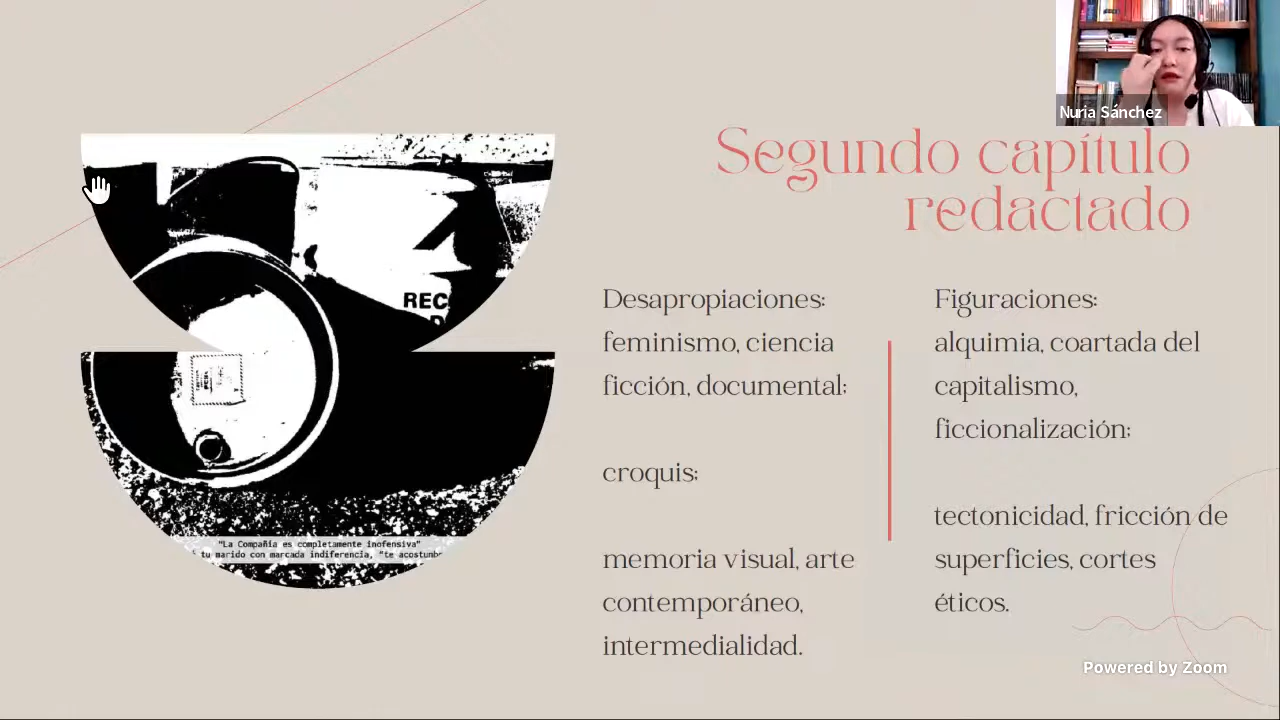 Nuria Sánchez
Segundo capítulo
redactado
Desapropiaciones:
feminismo, ciencia
ficción, documental:
croquis:
memoria visual, arte
contemporáneo,
intermedialidad.
Figuraciones:
alquimia, coartada del
capitalismo,
ficcionalización:
tectonicidad, fricción de
superficies, cortes
éticos.
REC
"La Compañía es completamente inofensiva"
tu marido con marcada indiferencia, "te acostumb
Powered by Zoom